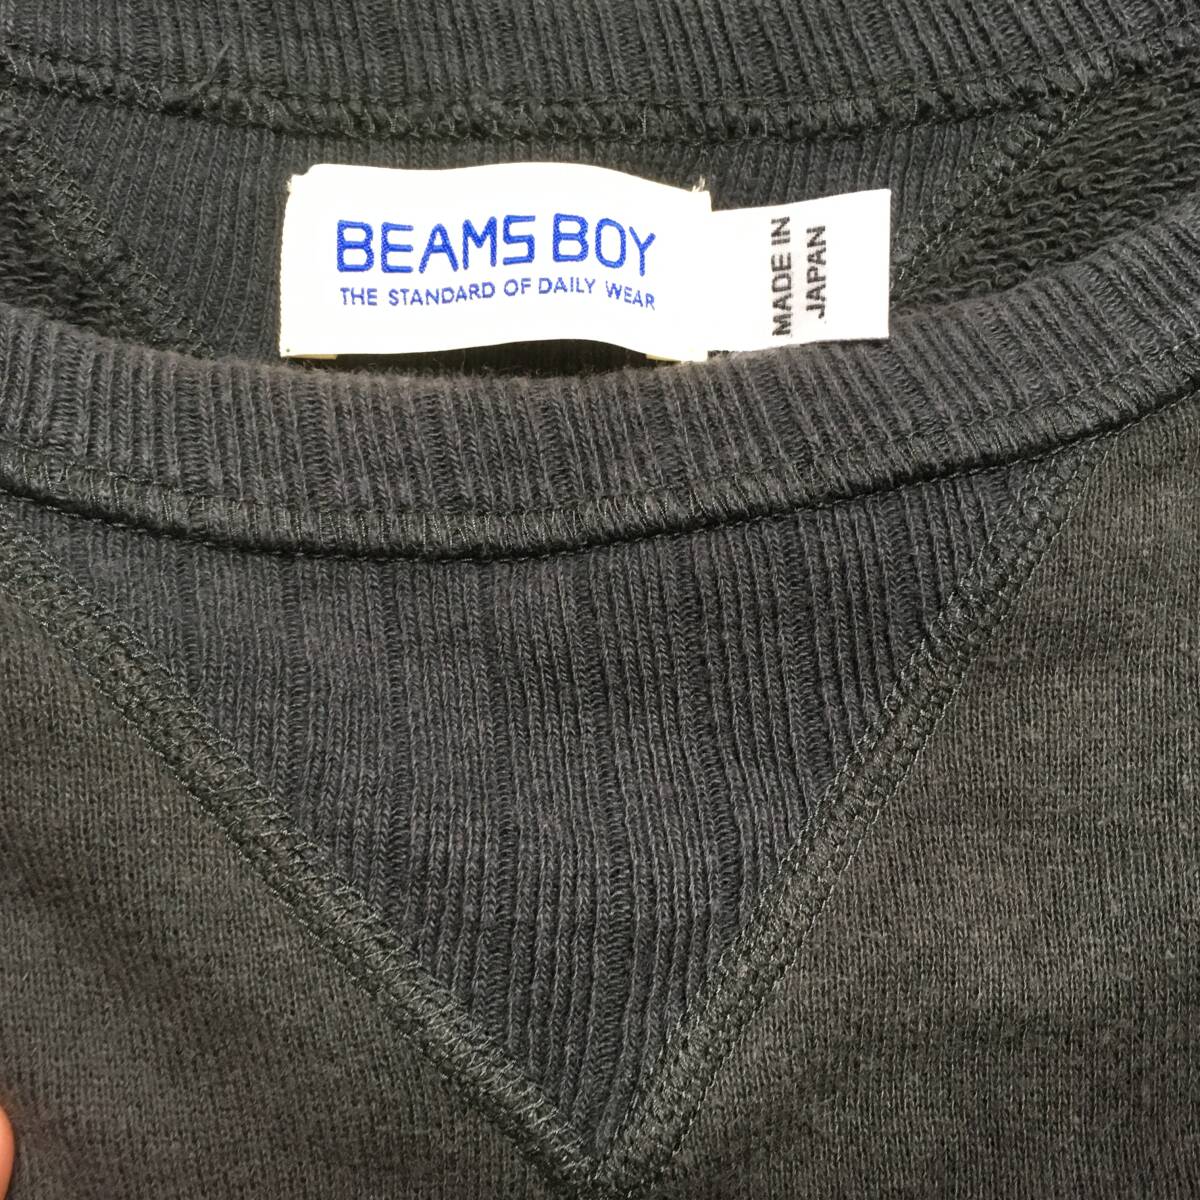 BEAMS BOY
THE STANDARD OF DAILY WEAR
MADE IN
JAPAN